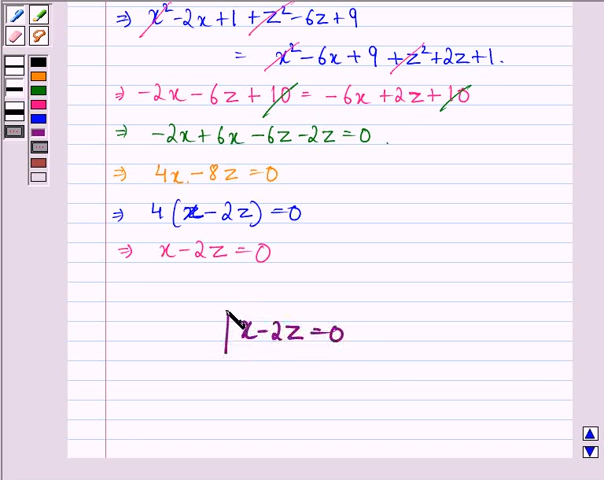 ⇒ x² - 2x + 1 + z² - 6z + 9
= x² - 6x + 9 + z² + 2z + 1.
⇒ -2x - 6z + 10 = -6x + 2z + 10
⇒ -2x + 6x - 6z - 2z = 0.
⇒ 4x - 8z = 0
⇒ 4(x - 2z) = 0
⇒ x - 2z = 0
x - 2z = 0